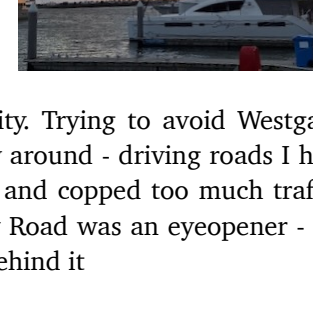 ity. Trying to avoid Westga
around - driving roads I h
and copped too much traf
Road was an eyeopener -
ehind it